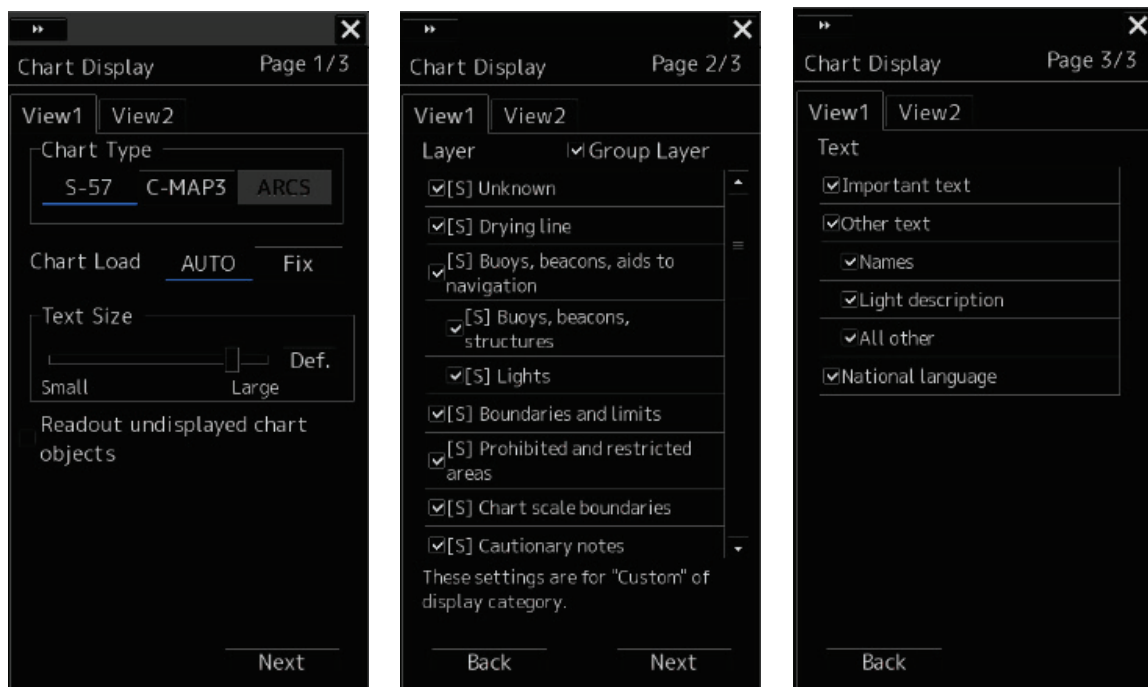 Chart Display
Page 1/3
View1
View2
Chart Type
S-57
C-MAP3
ARCS
Chart Load
AUTO
Fix
Text Size
Def.
Small
Large
Readout undisplayed chart
objects
Next
Chart Display
Page 2/3
View1
View2
Layer
Group Layer
[S] Unknown
[S] Drying line
[S] Buoys, beacons, aids to
navigation
[S] Buoys, beacons,
structures
[S] Lights
[S] Boundaries and limits
[S] Prohibited and restricted
areas
[S] Chart scale boundaries
[S] Cautionary notes
These settings are for "Custom" of
display category.
Back
Next
Chart Display
Page 3/3
View1
View2
Text
Important text
Other text
Names
Light description
All other
National language
Back